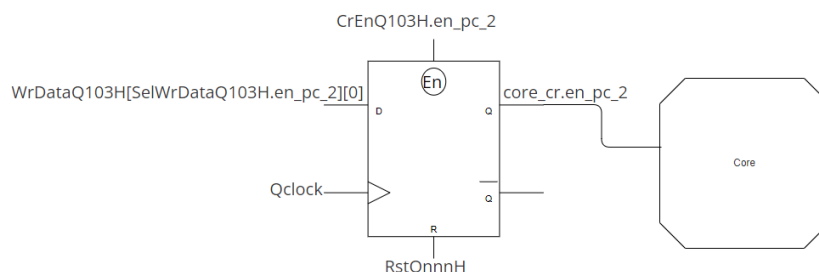 CrEnQ103H.en_pc_2
En
WrDataQ103H[SelWrDataQ103H.en_pc_2][0]
D
Q
core_cr.en_pc_2
Core
Qclock
Q
R
RstQnnnH